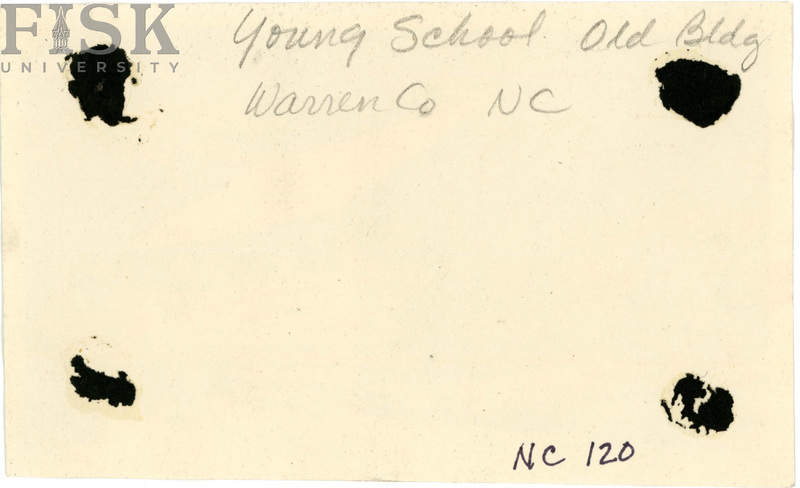 FISK
UNIVERSITY
Young School Old Bldg
Warren Co NC
NC 120